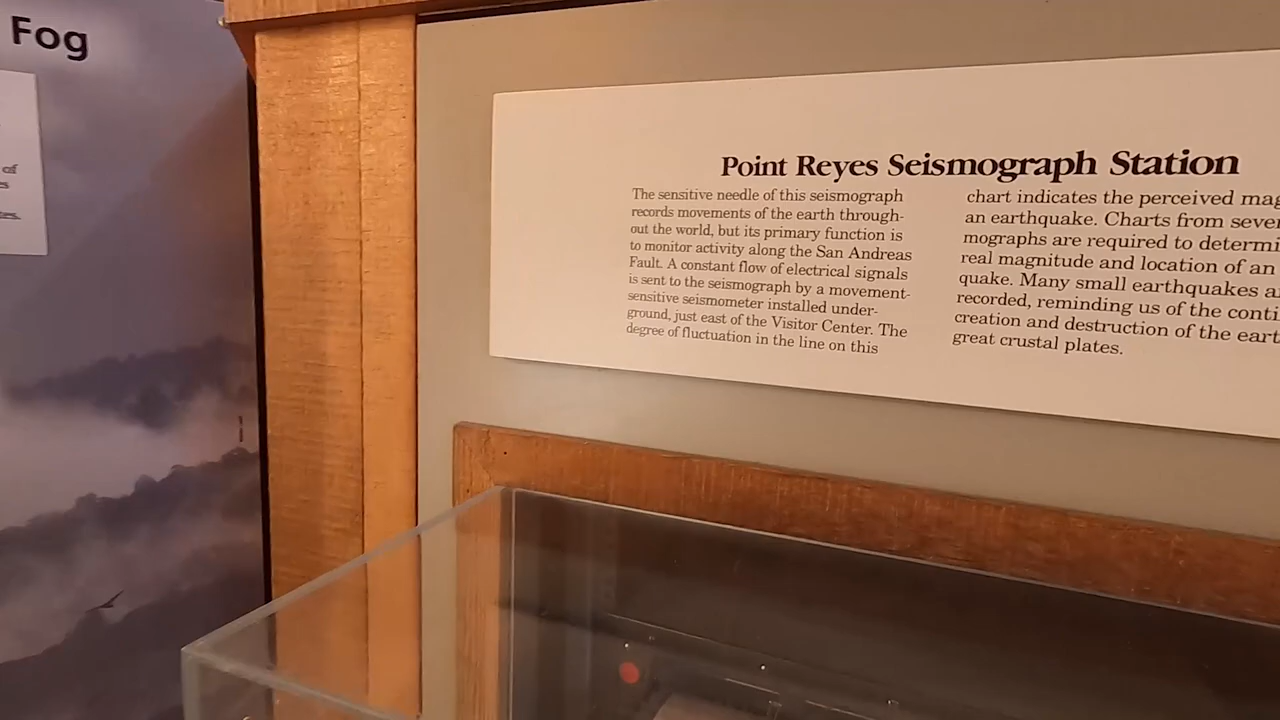 Fog
of
Point Reyes Seismograph Station
The sensitive needle of this seismograph
records movements of the earth through-
out the world, but its primary function is
to monitor activity along the San Andreas
Fault. A constant flow of electrical signals
is sent to the seismograph by a movement-
sensitive seismometer installed under-
ground, just east of the Visitor Center. The
degree of fluctuation in the line on this
chart indicates the perceived mag
an earthquake. Charts from sever
mographs are required to determi
real magnitude and location of an
quake. Many small earthquakes a
recorded, reminding us of the conti
creation and destruction of the eart
great crustal plates.